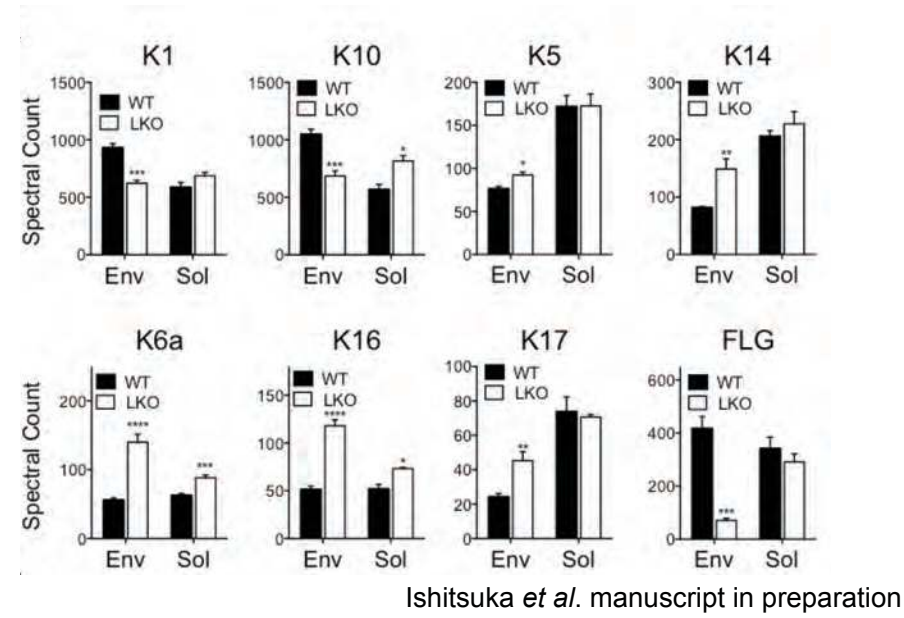 K1
K10
K5
K14
Spectral Count
1500
1000
500
0
WT
LKO
***
Env Sol
1500
1000
500
0
WT
LKO
***
*
Env Sol
200
150
100
50
0
WT
LKO
*
Env Sol
300
200
100
0
WT
LKO
**
Env Sol
K6a
K16
K17
FLG
Spectral Count
200
100
0
WT
LKO
****
***
Env Sol
150
100
50
0
WT
LKO
****
*
Env Sol
100
80
60
40
20
0
WT
LKO
**
Env Sol
600
400
200
0
WT
LKO
***
Env Sol
Ishitsuka et al. manuscript in preparation